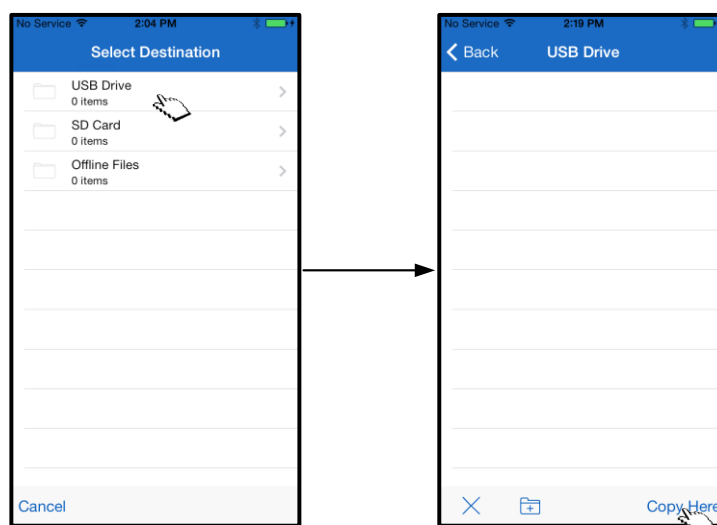 No Service 2:04 PM
Select Destination
USB Drive
0 items
SD Card
0 items
Offline Files
0 items
Cancel
No Service 2:19 PM
Back USB Drive
Copy Here